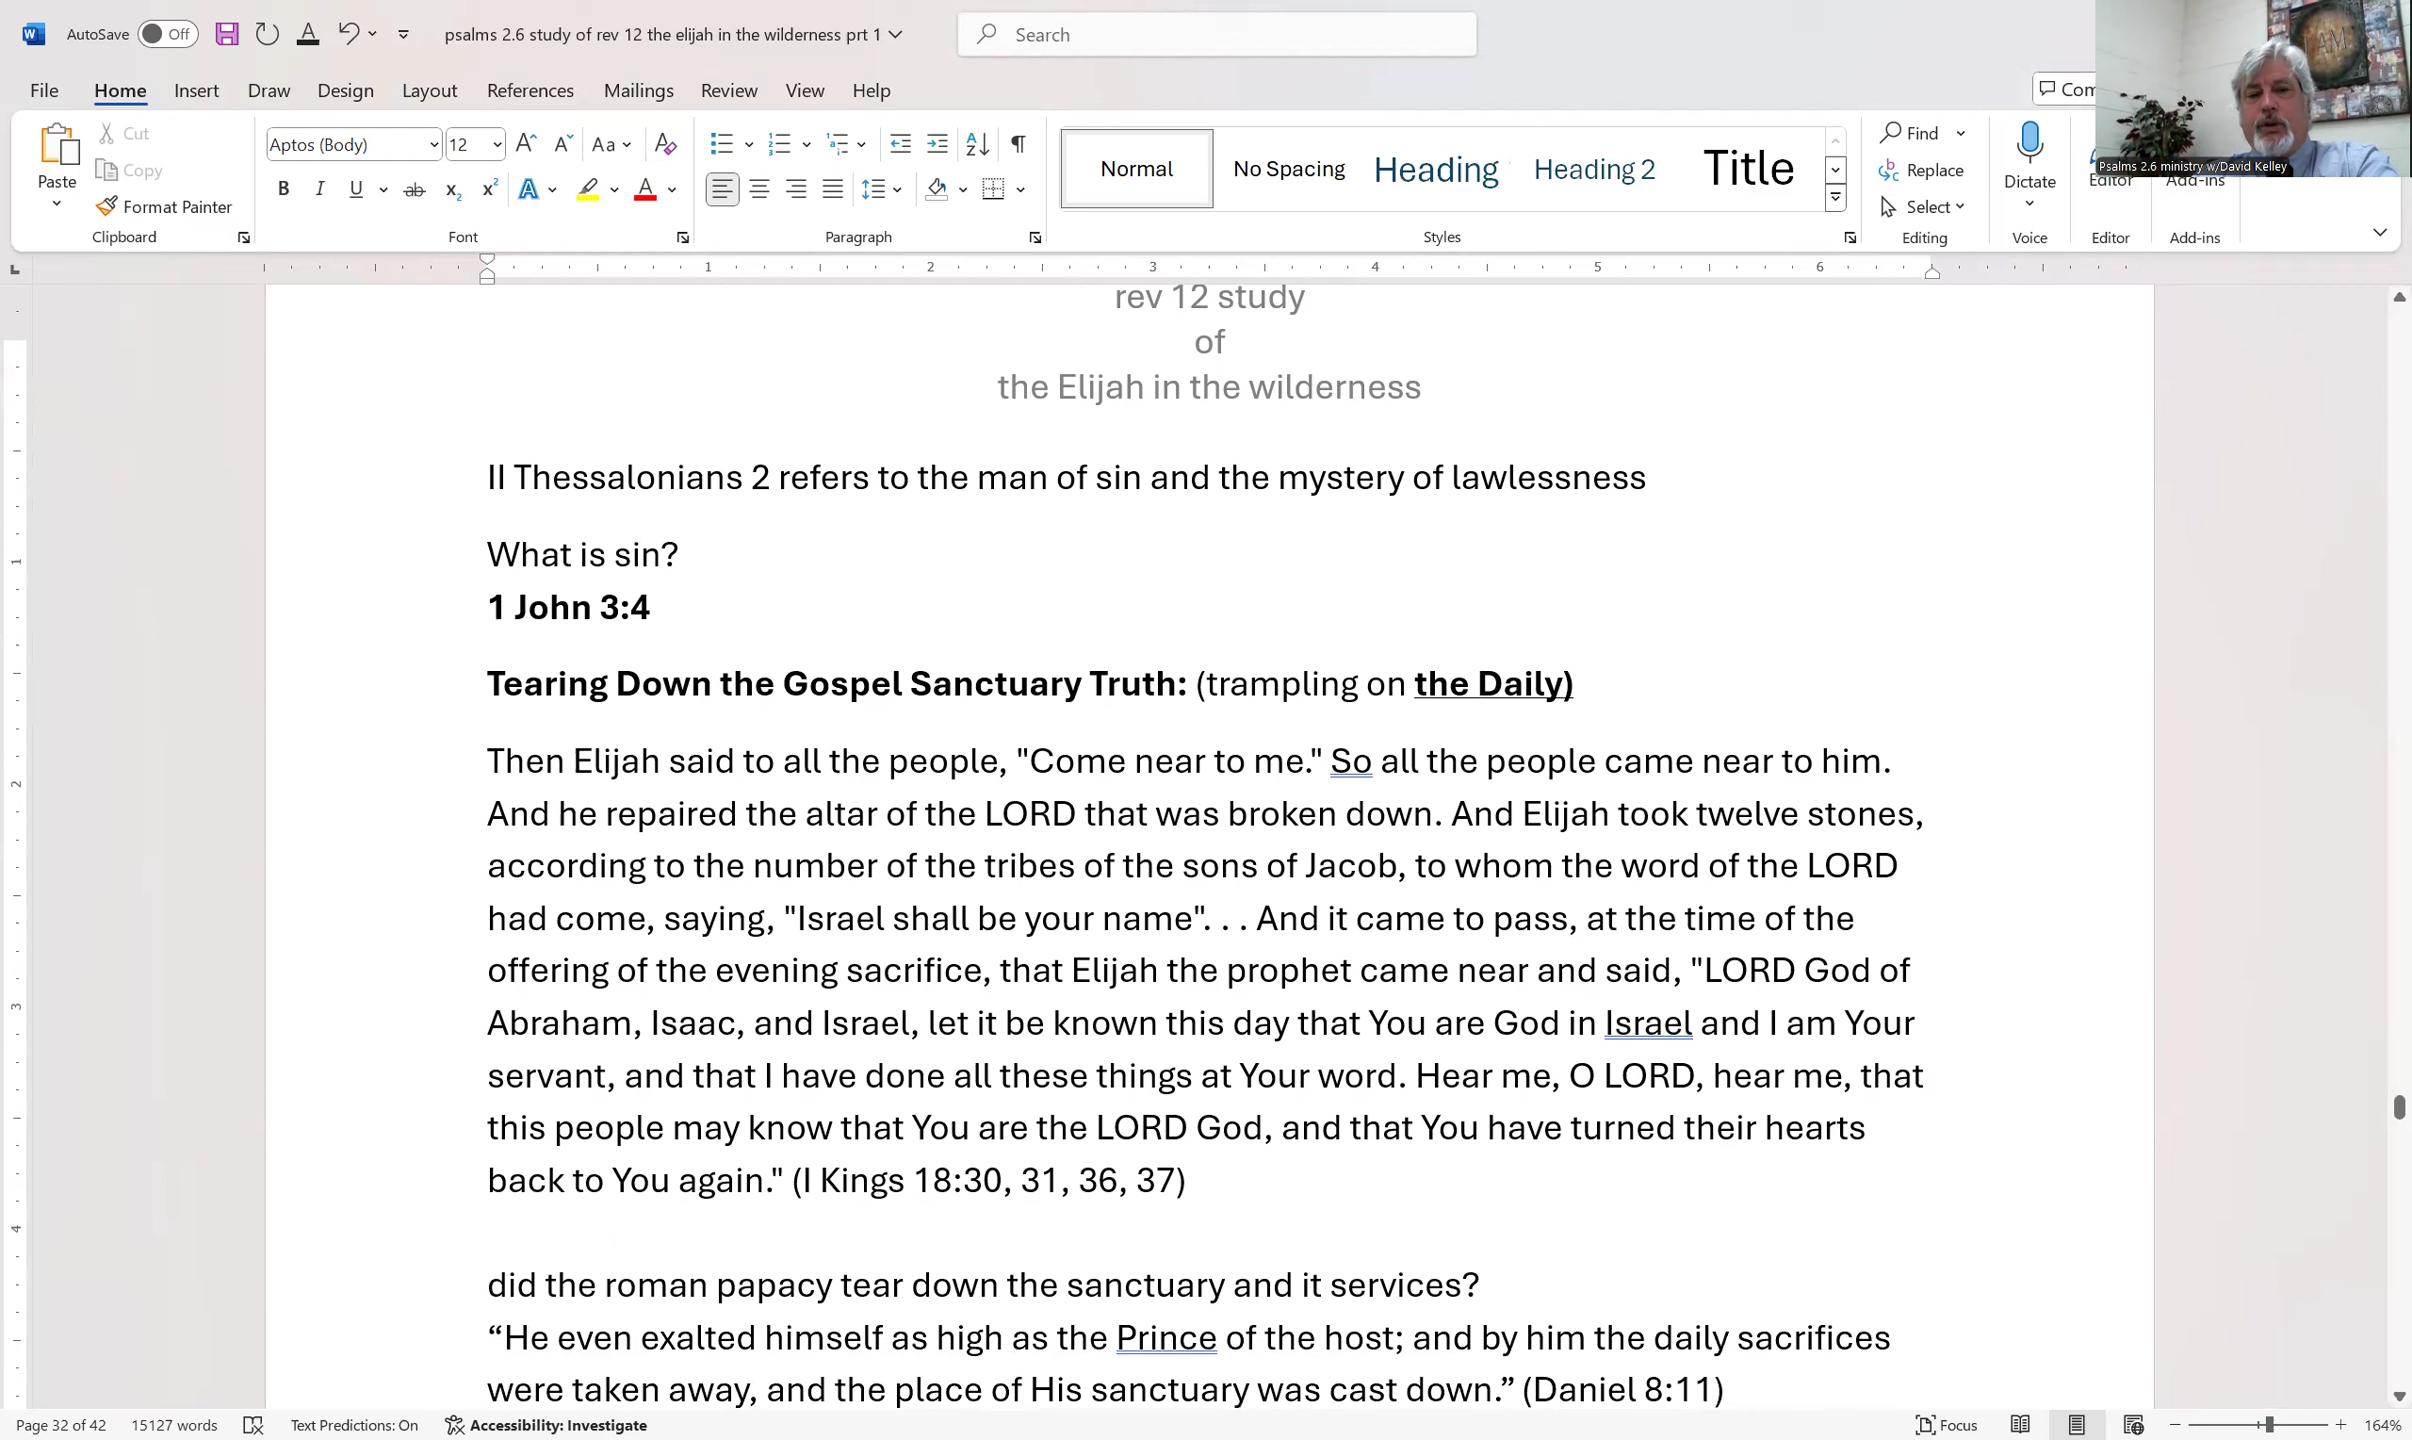 AutoSave Off psalms 2.6 study of rev 12 the elijah in the wilderness prt 1 Search
File Home Insert Draw Design Layout References Mailings Review View Help
Paste Cut Copy Format Painter
Aptos (Body) 12
Normal No Spacing Heading Heading 2 Title
Find Replace Select
Dictate Editor Add-ins
Clipboard Font Paragraph Styles Editing Voice Editor Add-ins
I AM
Psalms 2.6 ministry w/David Kelley
1 2 3 4 5 6
rev 12 study
of
the Elijah in the wilderness
II Thessalonians 2 refers to the man of sin and the mystery of lawlessness
What is sin?
1 John 3:4
Tearing Down the Gospel Sanctuary Truth: (trampling on the Daily)
Then Elijah said to all the people, "Come near to me." So all the people came near to him.
And he repaired the altar of the LORD that was broken down. And Elijah took twelve stones,
according to the number of the tribes of the sons of Jacob, to whom the word of the LORD
had come, saying, "Israel shall be your name". . . And it came to pass, at the time of the
offering of the evening sacrifice, that Elijah the prophet came near and said, "LORD God of
Abraham, Isaac, and Israel, let it be known this day that You are God in Israel and I am Your
servant, and that I have done all these things at Your word. Hear me, O LORD, hear me, that
this people may know that You are the LORD God, and that You have turned their hearts
back to You again." (I Kings 18:30, 31, 36, 37)
did the roman papacy tear down the sanctuary and it services?
“He even exalted himself as high as the Prince of the host; and by him the daily sacrifices
were taken away, and the place of His sanctuary was cast down.” (Daniel 8:11)
Page 32 of 42 15127 words Text Predictions: On Accessibility: Investigate Focus 164%